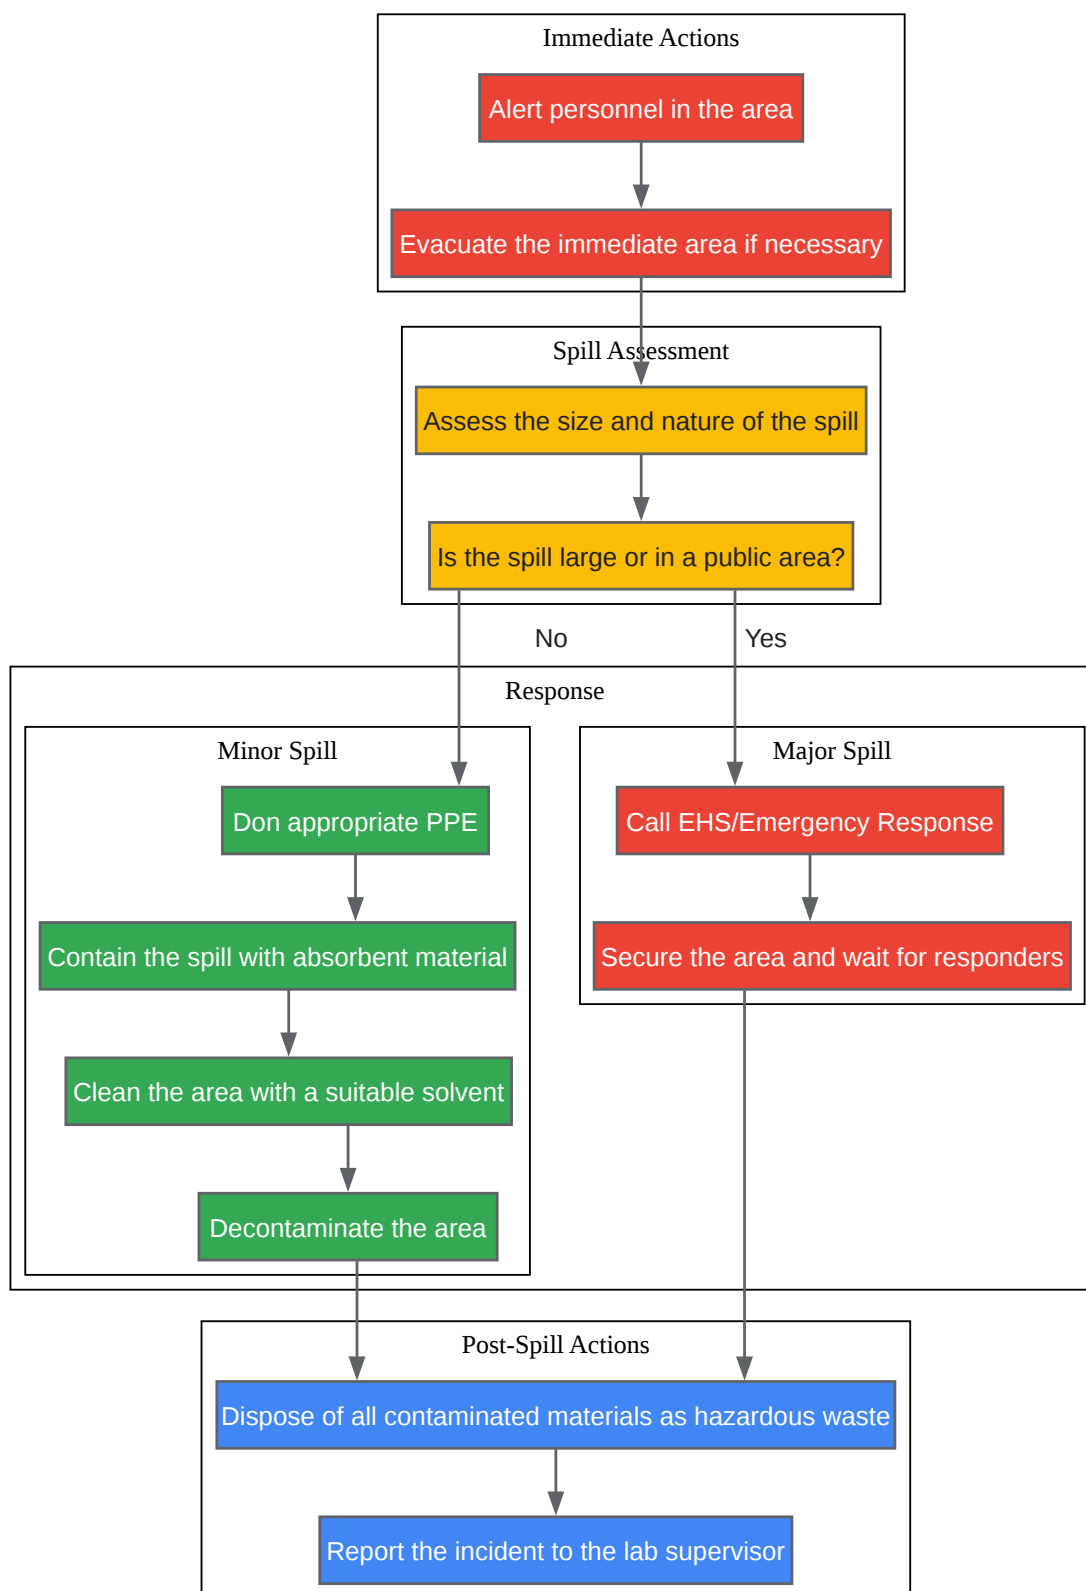 Immediate Actions
Alert personnel in the area
Evacuate the immediate area if necessary
Spill Assessment
Assess the size and nature of the spill
Is the spill large or in a public area?
No
Yes
Response
Minor Spill
Don appropriate PPE
Contain the spill with absorbent material
Clean the area with a suitable solvent
Decontaminate the area
Major Spill
Call EHS/Emergency Response
Secure the area and wait for responders
Post-Spill Actions
Dispose of all contaminated materials as hazardous waste
Report the incident to the lab supervisor